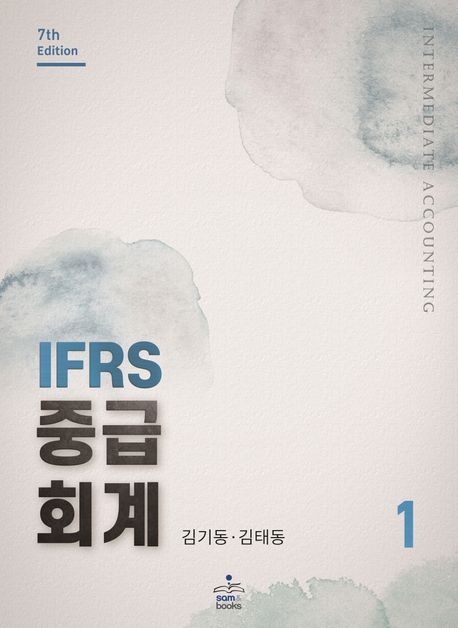 7th
Edition
INTERMEDIATE ACCOUNTING
IFRS
중급
회계
김기동·김태동
1
sam&
books